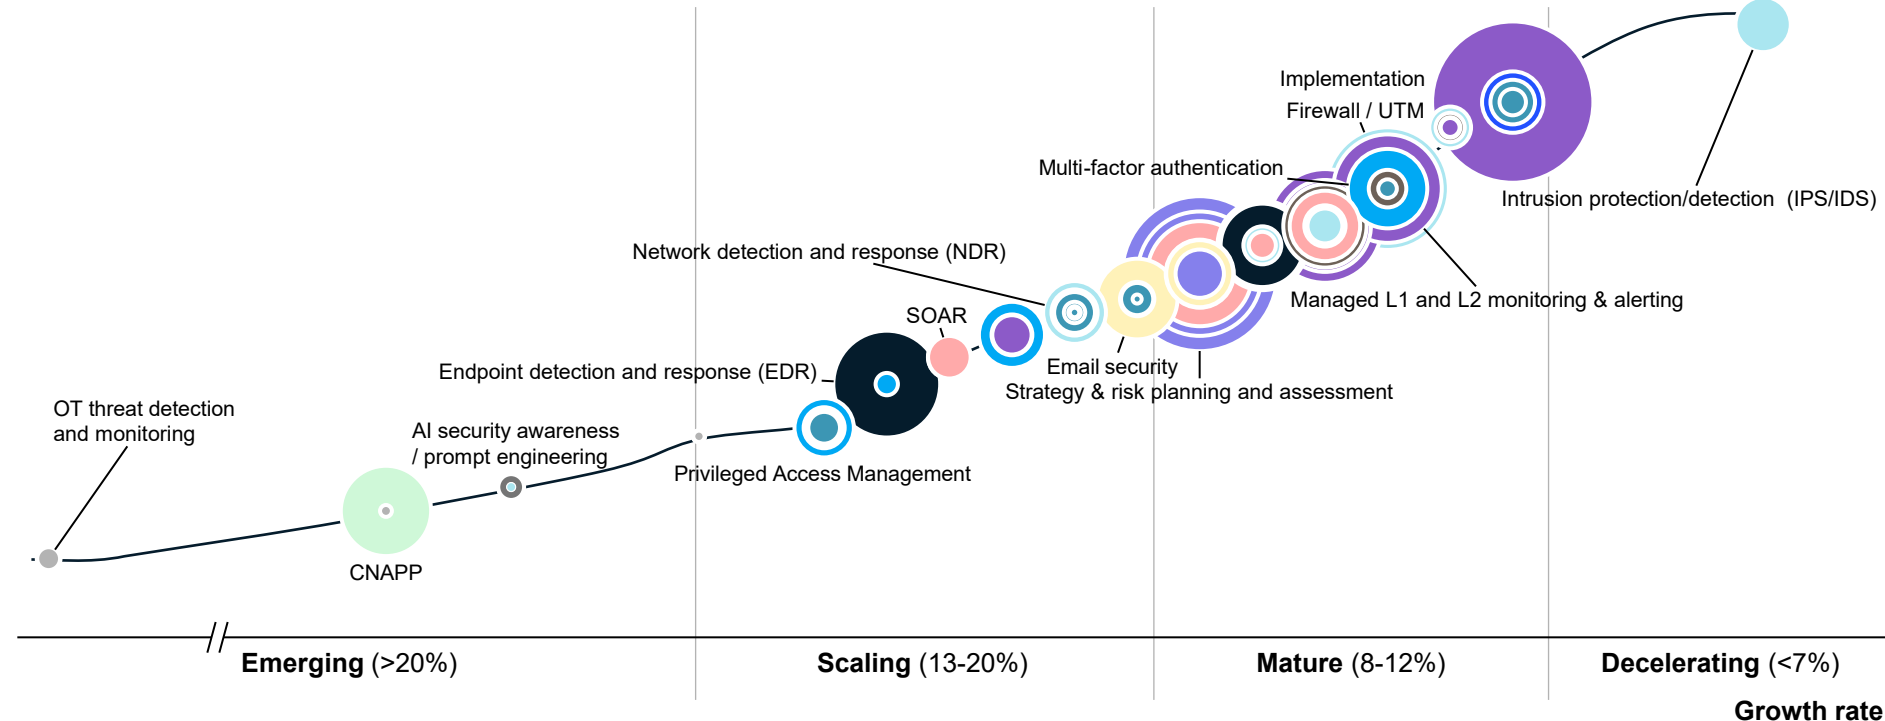 Implementation
Firewall / UTM
Multi-factor authentication
Intrusion protection/detection  (IPS/IDS)
Network detection and response (NDR)
Managed L1 and L2 monitoring & alerting
SOAR
Email security
Endpoint detection and response (EDR)
Strategy & risk planning and assessment
OT threat detection
and monitoring
AI security awareness
/ prompt engineering
Privileged Access Management
CNAPP
Emerging (>20%)
Scaling (13-20%)
Mature (8-12%)
Decelerating (<7%)
Growth rate